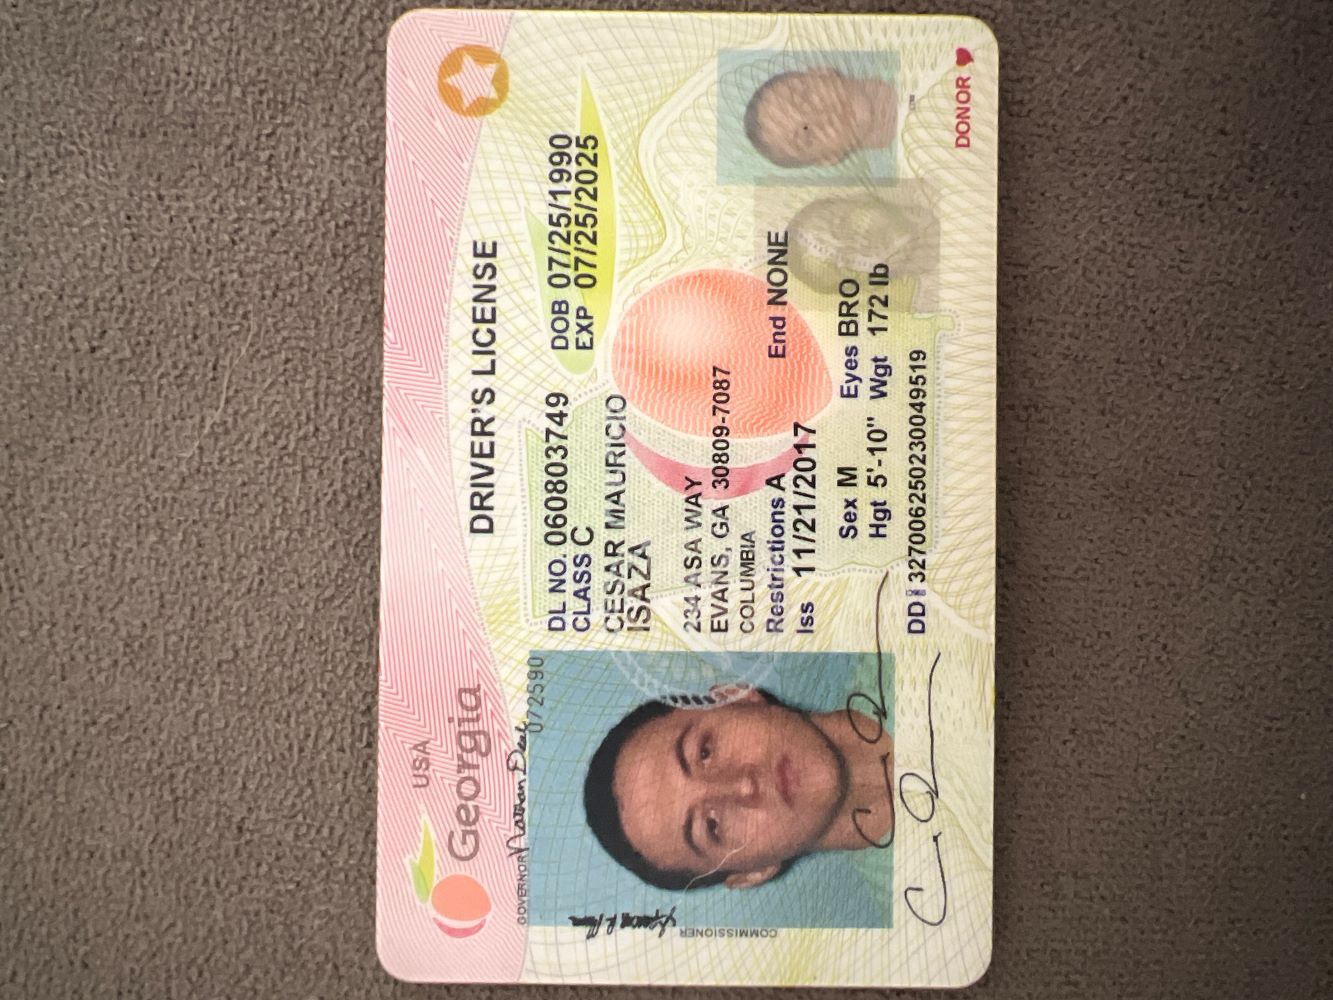 USA
Georgia
DRIVER'S LICENSE
GOVERNOR Nathan Deal
072590
COMMISSIONER
DL NO. 060803749
DOB 07/25/1990
CLASS C
EXP 07/25/2025
CESAR MAURICIO
ISAZA
234 ASA WAY
EVANS, GA 30809-7087
COLUMBIA
Restrictions A
End NONE
Iss 11/21/2017
Sex M
Eyes BRO
Hgt 5'-10"
Wgt 172 lb
DD 327006250230049519
DONOR